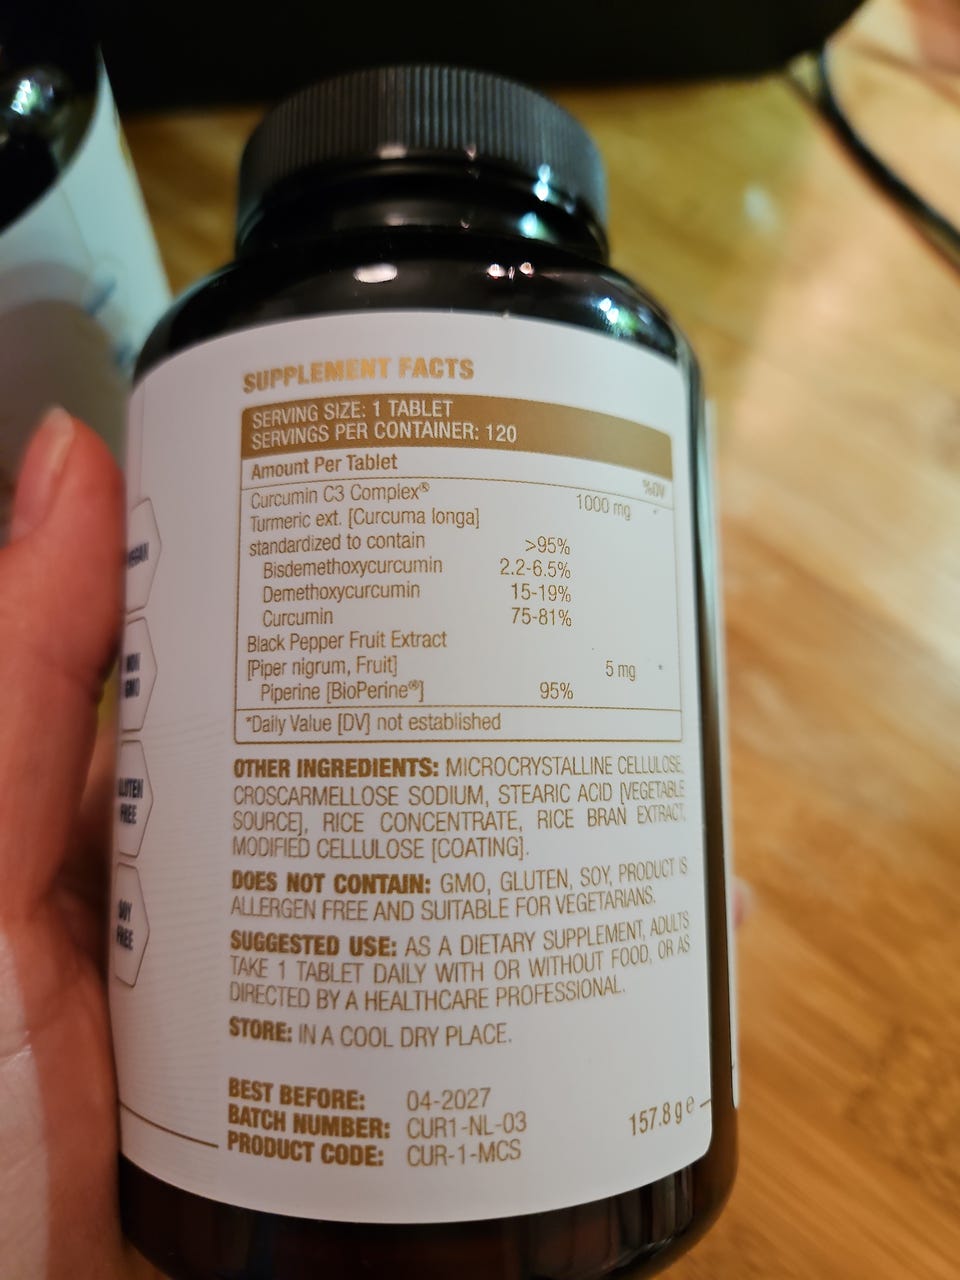 SUPPLEMENT FACTS
SERVING SIZE: 1 TABLET
SERVINGS PER CONTAINER: 120
Amount Per Tablet
%DV
Curcumin C3 Complex® 1000 mg *
Turmeric ext. [Curcuma longa]
standardized to contain >95%
Bisdemethoxycurcumin 2.2-6.5%
Demethoxycurcumin 15-19%
Curcumin 75-81%
Black Pepper Fruit Extract
[Piper nigrum, Fruit] 5 mg *
Piperine [BioPerine®] 95%
*Daily Value [DV] not established
OTHER INGREDIENTS: MICROCRYSTALLINE CELLULOSE,
CROSCARMELLOSE SODIUM, STEARIC ACID [VEGETABLE
SOURCE], RICE CONCENTRATE, RICE BRAN EXTRACT,
MODIFIED CELLULOSE [COATING].
DOES NOT CONTAIN: GMO, GLUTEN, SOY, PRODUCT IS
ALLERGEN FREE AND SUITABLE FOR VEGETARIANS.
SUGGESTED USE: AS A DIETARY SUPPLEMENT, ADULTS
TAKE 1 TABLET DAILY WITH OR WITHOUT FOOD, OR AS
DIRECTED BY A HEALTHCARE PROFESSIONAL.
STORE: IN A COOL DRY PLACE.
BEST BEFORE: 04-2027
BATCH NUMBER: CUR1-NL-03
PRODUCT CODE: CUR-1-MCS
157.8 g e
NON
GMO
FREE
SOY
FREE